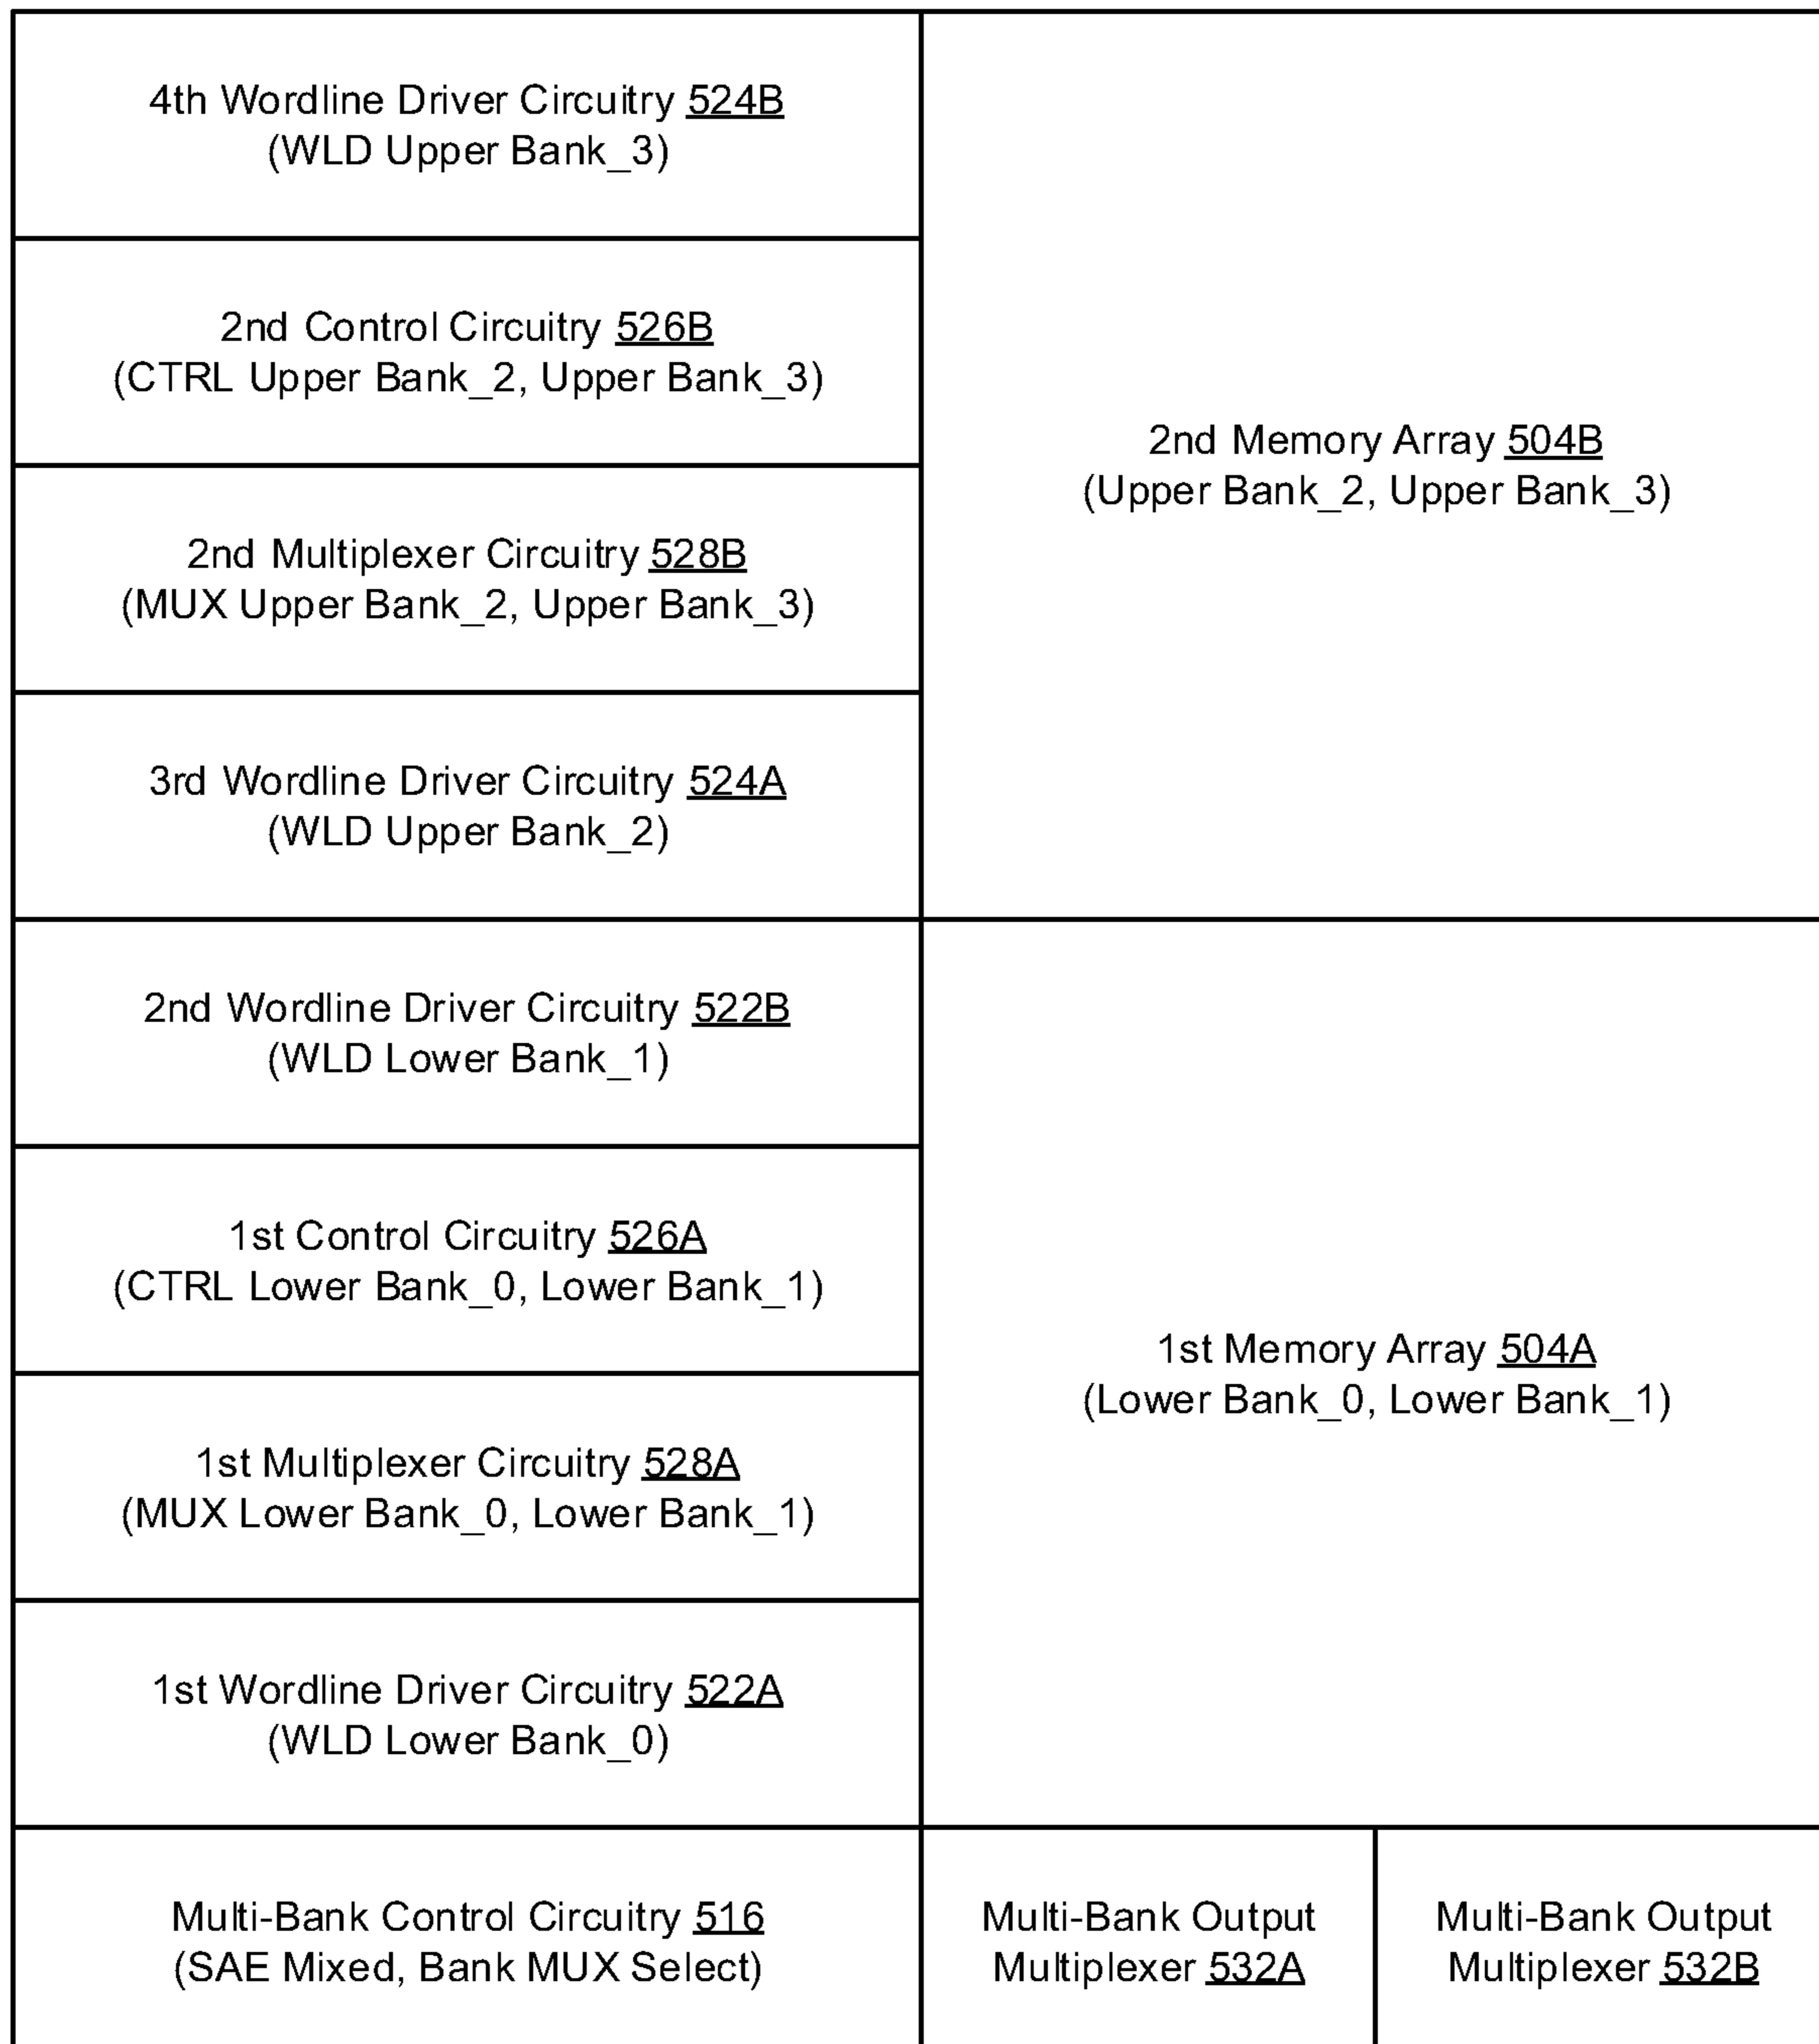 4th Wordline Driver Circuitry 524B
(WLD Upper Bank_3)
2nd Control Circuitry 526B
(CTRL Upper Bank_2, Upper Bank_3)
2nd Multiplexer Circuitry 528B
(MUX Upper Bank_2, Upper Bank_3)
3rd Wordline Driver Circuitry 524A
(WLD Upper Bank_2)
2nd Memory Array 504B
(Upper Bank_2, Upper Bank_3)
2nd Wordline Driver Circuitry 522B
(WLD Lower Bank_1)
1st Control Circuitry 526A
(CTRL Lower Bank_0, Lower Bank_1)
1st Multiplexer Circuitry 528A
(MUX Lower Bank_0, Lower Bank_1)
1st Wordline Driver Circuitry 522A
(WLD Lower Bank_0)
1st Memory Array 504A
(Lower Bank_0, Lower Bank_1)
Multi-Bank Control Circuitry 516
(SAE Mixed, Bank MUX Select)
Multi-Bank Output
Multiplexer 532A
Multi-Bank Output
Multiplexer 532B